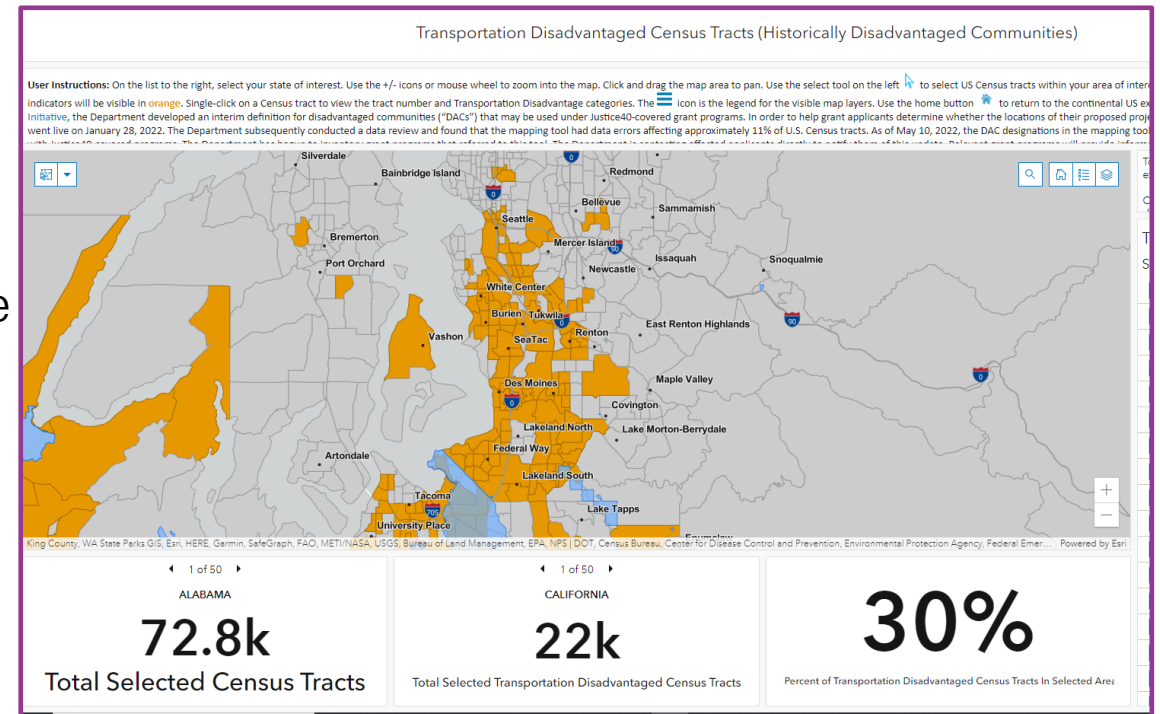 Transportation Disadvantaged Census Tracts (Historically Disadvantaged Communities)
User Instructions: On the list to the right, select your state of interest. Use the +/- icons or mouse wheel to zoom into the map. Click and drag the map area to pan. Use the select tool on the left to select US Census tracts within your area of inter
indicators will be visible in orange. Single-click on a Census tract to view the tract number and Transportation Disadvantage categories. The icon is the legend for the visible map layers. Use the home button to return to the continental US ex
Initiative, the Department developed an interim definition for disadvantaged communities ("DACs") that may be used under Justice40-covered grant programs. In order to help grant applicants determine whether the locations of their proposed proje
went live on January 28, 2022. The Department subsequently conducted a data review and found that the mapping tool had data errors affecting approximately 11% of U.S. Census tracts. As of May 10, 2022, the DAC designations in the mapping tool
e
Silverdale
Bainbridge Island
0
Redmond
0
Bellevue
Sammamish
Seattle
Bremerton
Mercer Island
90
Port Orchard
Issaquah
Snoqualmie
Newcastle
White Center
Burien
Tukwila
0
East Renton Highlands
90
Vashon
SeaTac
Renton
Des Moines
Maple Valley
0
0
Covington
Lakeland North
Lake Morton-Berrydale
Federal Way
Artondale
Lakeland South
Tacoma
705
Lake Tapps
University Place
Enumclaw
+
−
King County, WA State Parks GIS, Esri, HERE, Garmin, SafeGraph, FAO, METI/NASA, USGS, Bureau of Land Management, EPA, NPS | DOT, Census Bureau, Center for Disease Control and Prevention, Environmental Protection Agency, Federal Emer... Powered by Esri
1 of 50
ALABAMA
72.8k
Total Selected Census Tracts
1 of 50
CALIFORNIA
22k
Total Selected Transportation Disadvantaged Census Tracts
30%
Percent of Transportation Disadvantaged Census Tracts In Selected Area